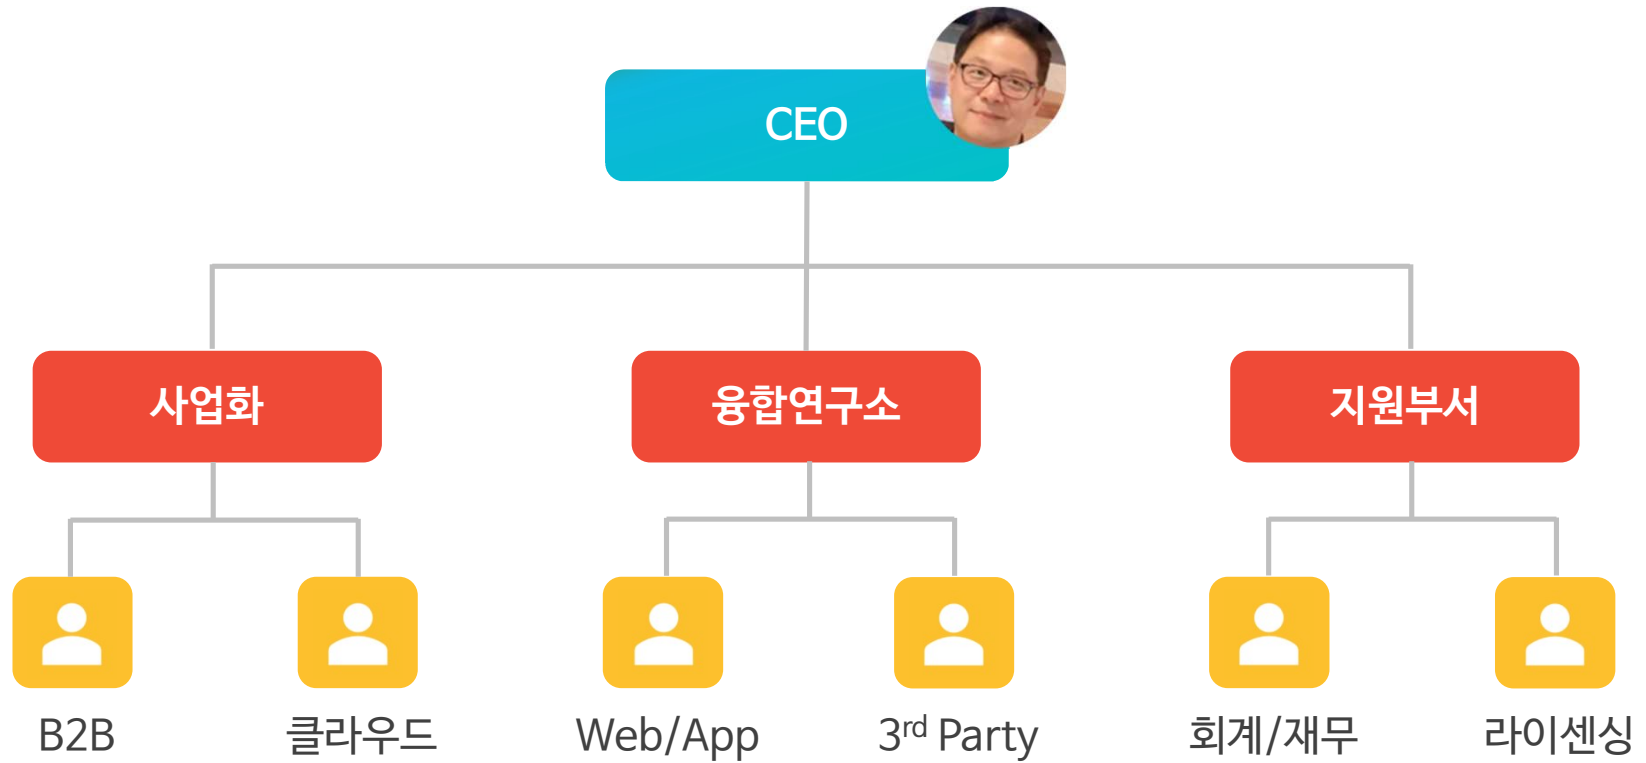 CEO
사업화
융합연구소
지원부서
B2B
클라우드
Web/App
3rd Party
회계/재무
라이센싱